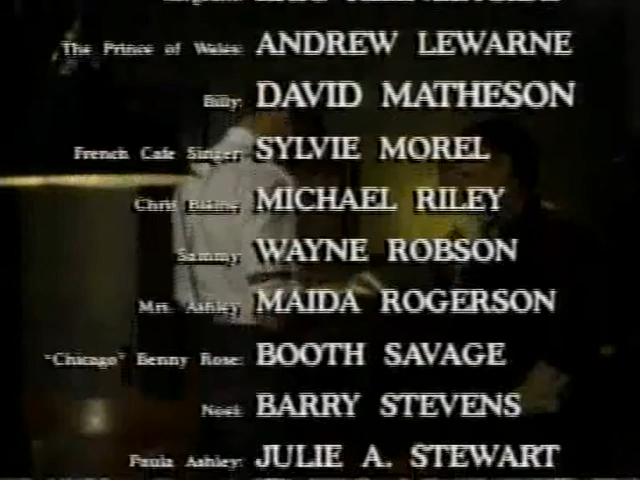 The Prince of Wales: ANDREW LEWARNE
Billy: DAVID MATHESON
French Cafe Singer: SYLVIE MOREL
Chris Blaine: MICHAEL RILEY
Sammy: WAYNE ROBSON
Mrs. Ashley: MAIDA ROGERSON
"Chicago" Benny Rose: BOOTH SAVAGE
Noel: BARRY STEVENS
Paula Ashley: JULIE A. STEWART